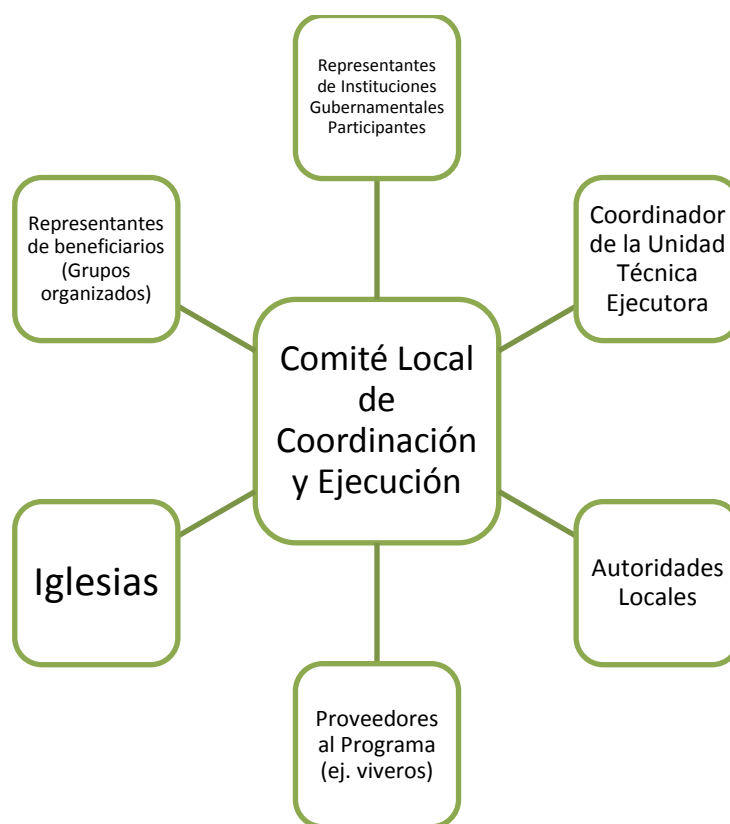 Representantes
de Instituciones
Gubernamentales
Participantes
Representantes
de beneficiarios
(Grupos
organizados)
Coordinador
de la Unidad
Técnica
Ejecutora
Comité Local
de
Coordinación
y Ejecución
Iglesias
Autoridades
Locales
Proveedores
al Programa
(ej. viveros)